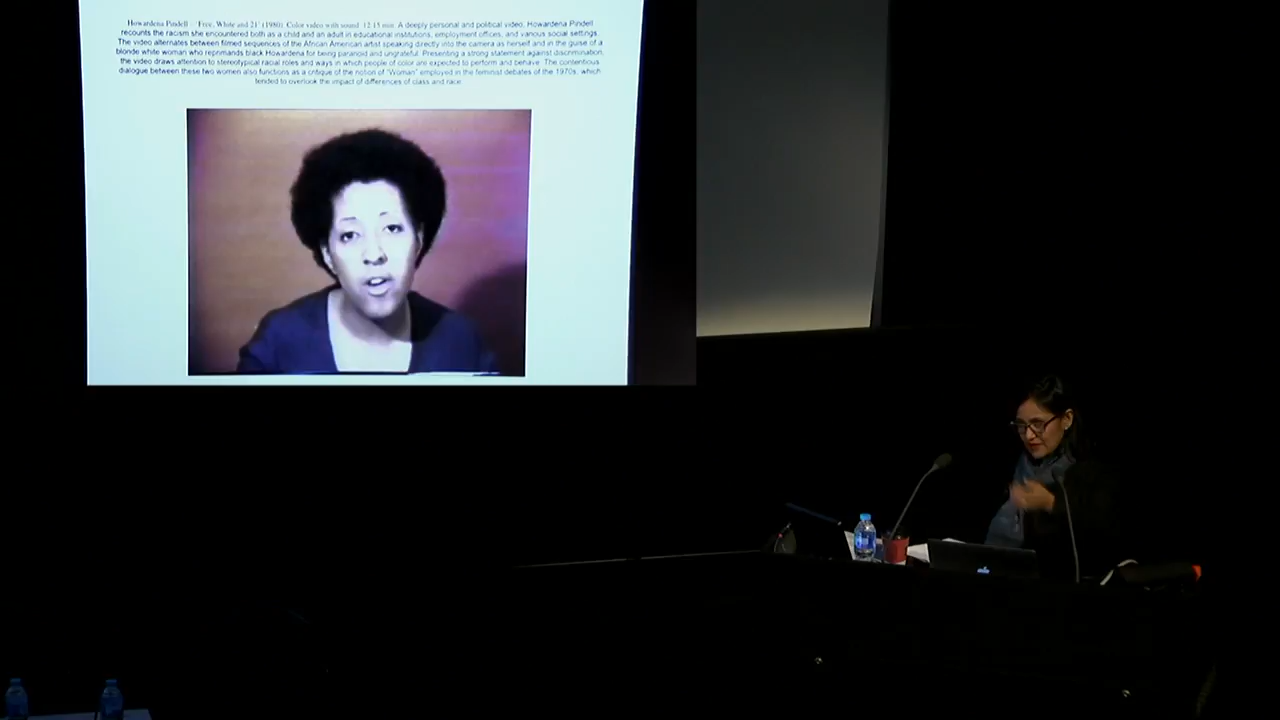 Howardena Pindell - 'Free, White and 21' (1980) Color video with sound 12:15 min. A deeply personal and political video, Howardena Pindell
recounts the racism she encountered both as a child and an adult in educational institutions, employment offices, and various social settings.
The video alternates between filmed sequences of the African American artist speaking directly into the camera as herself and in the guise of a
blonde white woman who reprimands black Howardena for being paranoid and ungrateful. Presenting a strong statement against discrimination,
the video draws attention to stereotypical racial roles and ways in which people of color are expected to perform and behave. The contentious
dialogue between these two women also functions as a critique of the notion of "Woman" employed in the feminist debates of the 1970s, which
tended to overlook the impact of differences of class and race.